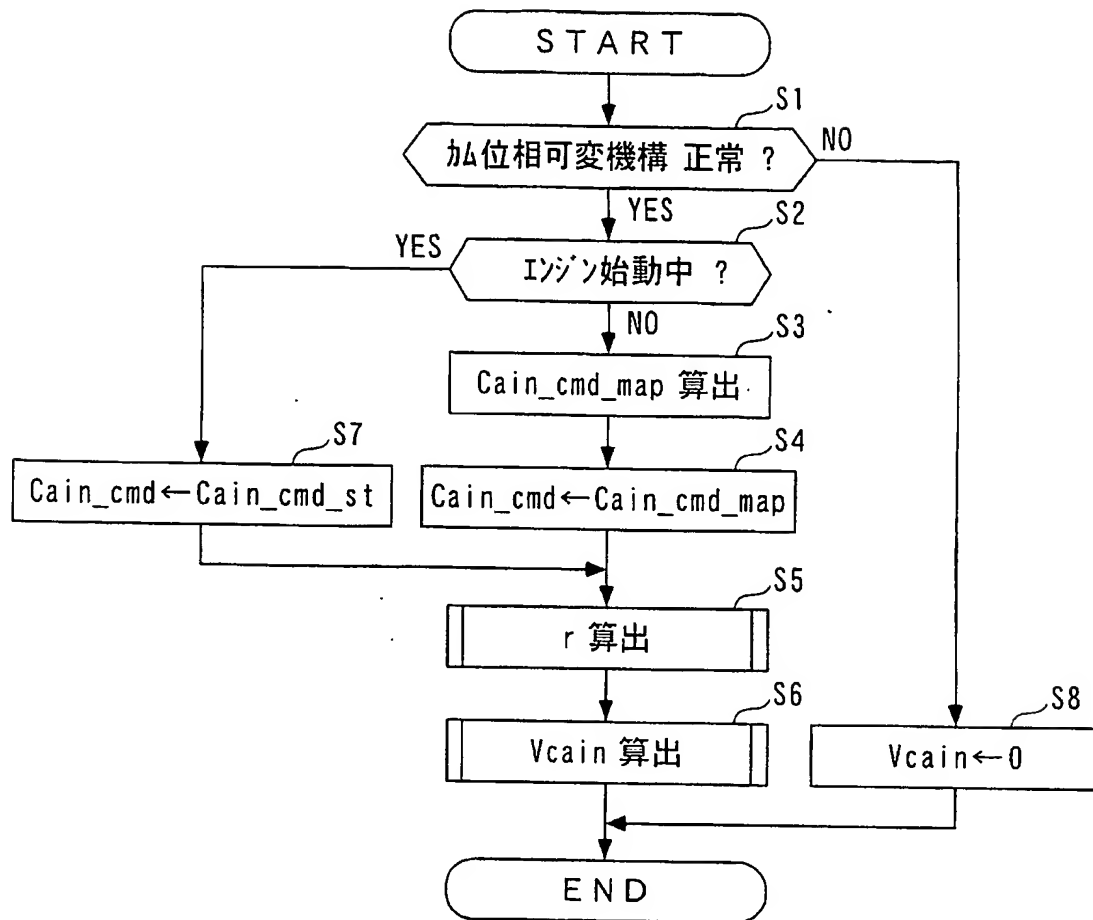 START
S1
ｶﾑ位相可変機構 正常 ?
NO
YES
S2
YES
ｴﾝｼﾞﾝ始動中 ?
NO
S3
Cain_cmd_map 算出
S7
S4
Cain_cmd←Cain_cmd_st
Cain_cmd←Cain_cmd_map
S5
r 算出
S6
S8
Vcain 算出
Vcain←0
END